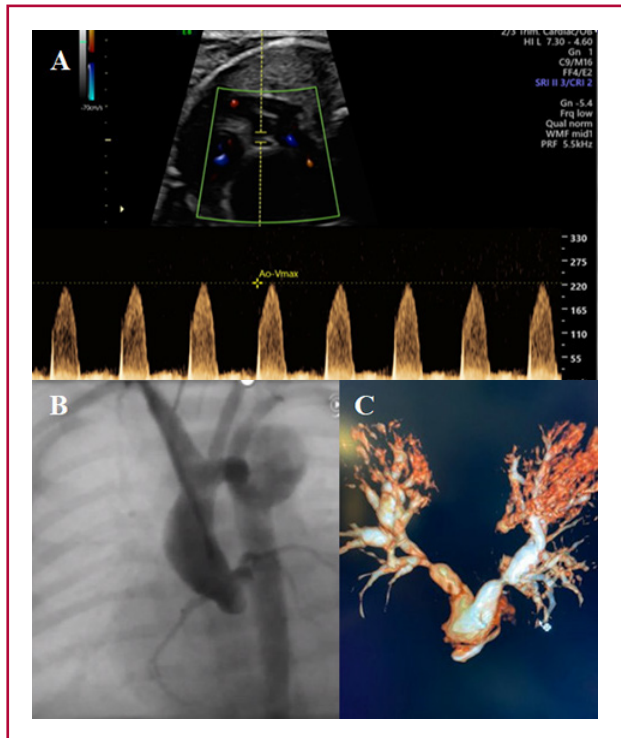 A
-70cm/s
2/3 Trim. Cardiac/OB
HI L 7.30 - 4.60
Gn 1
C9/M16
FF4/E2
SRI II 3/CRI 2
Gn -5.4
Frq low
Qual norm
WMF mid1
PRF 5.5kHz
Ao-Vmax
330
275
220
165
110
55
B
C